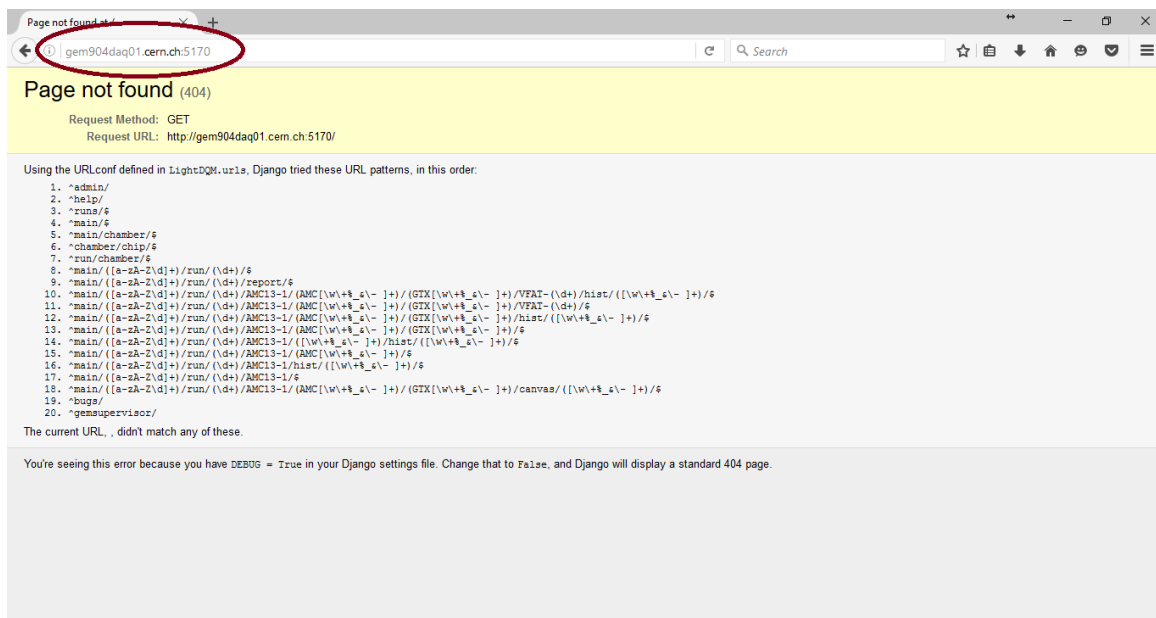 Page not found at /
gem904daq01.cern.ch:5170
Search
Page not found (404)
Request Method: GET
Request URL: http://gem904daq01.cern.ch:5170/
Using the URLconf defined in LightDQM.urls, Django tried these URL patterns, in this order:
1. ^admin/
2. ^help/
3. ^runs/$
4. ^main/$
5. ^main/chamber/$
6. ^chamber/chip/$
7. ^run/chamber/$
8. ^main/([a-zA-Z\d]+)/run/(\d+)/$
9. ^main/([a-zA-Z\d]+)/run/(\d+)/report/$
10. ^main/([a-zA-Z\d]+)/run/(\d+)/AMC13-1/(AMC[\w\+%_&\- ]+)/(GTX[\w\+%_&\- ]+)/VFAT-(\d+)/hist/([\w\+%_&\- ]+)/$
11. ^main/([a-zA-Z\d]+)/run/(\d+)/AMC13-1/(AMC[\w\+%_&\- ]+)/(GTX[\w\+%_&\- ]+)/VFAT-(\d+)/$
12. ^main/([a-zA-Z\d]+)/run/(\d+)/AMC13-1/(AMC[\w\+%_&\- ]+)/(GTX[\w\+%_&\- ]+)/hist/([\w\+%_&\- ]+)/$
13. ^main/([a-zA-Z\d]+)/run/(\d+)/AMC13-1/(AMC[\w\+%_&\- ]+)/(GTX[\w\+%_&\- ]+)/$
14. ^main/([a-zA-Z\d]+)/run/(\d+)/AMC13-1/([\w\+%_&\- ]+)/hist/([\w\+%_&\- ]+)/$
15. ^main/([a-zA-Z\d]+)/run/(\d+)/AMC13-1/(AMC[\w\+%_&\- ]+)/$
16. ^main/([a-zA-Z\d]+)/run/(\d+)/AMC13-1/hist/([\w\+%_&\- ]+)/$
17. ^main/([a-zA-Z\d]+)/run/(\d+)/AMC13-1/$
18. ^main/([a-zA-Z\d]+)/run/(\d+)/AMC13-1/(AMC[\w\+%_&\- ]+)/(GTX[\w\+%_&\- ]+)/canvas/([\w\+%_&\- ]+)/$
19. ^bugs/
20. ^gemsupervisor/
The current URL, , didn't match any of these.
You're seeing this error because you have DEBUG = True in your Django settings file. Change that to False, and Django will display a standard 404 page.